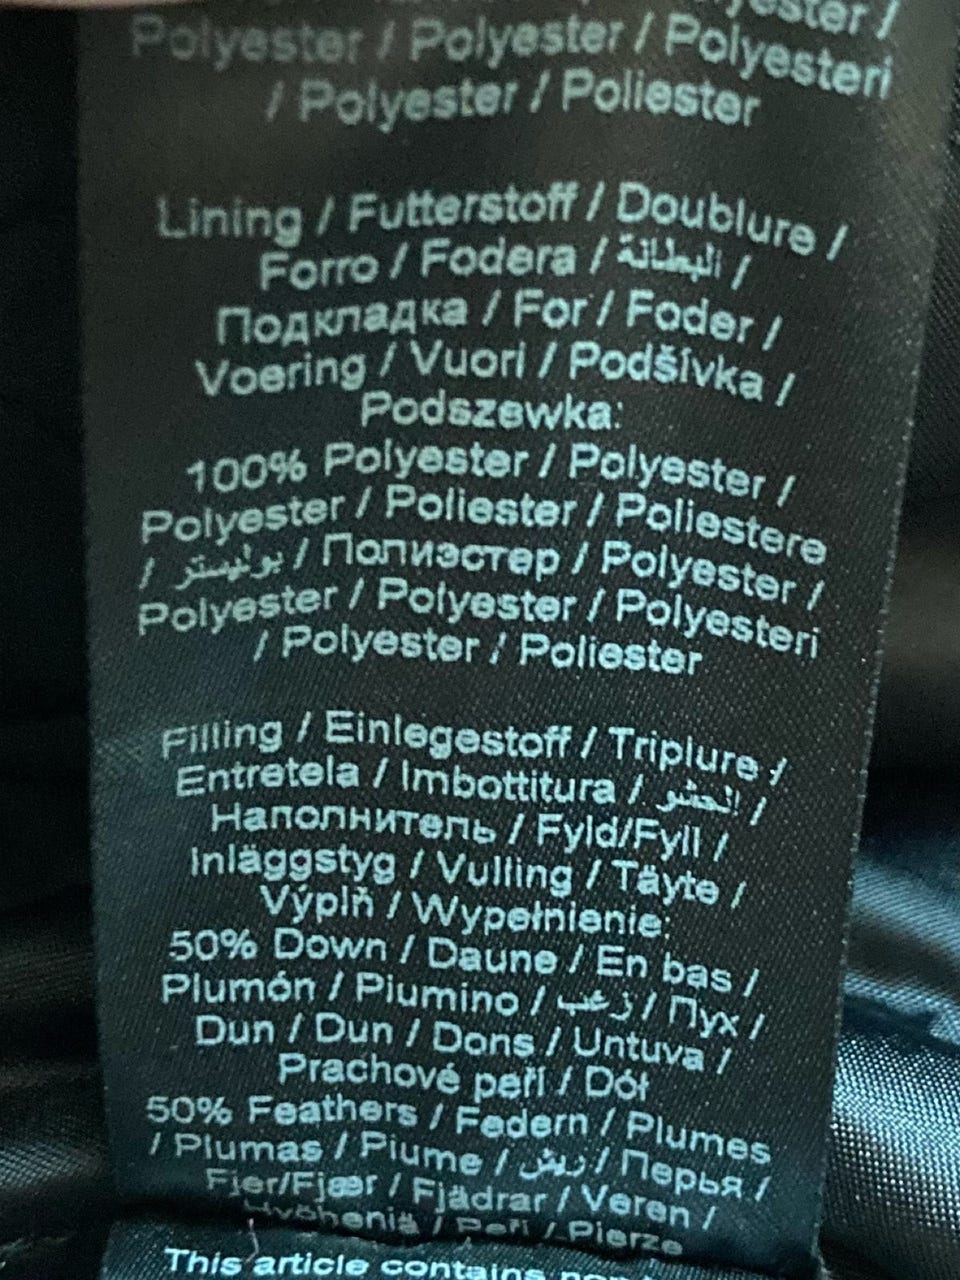 Polyester / Polyester / Polyesteri
/ Polyester / Poliester
Lining / Futterstoff / Doublure /
Forro / Fodera / البطانة /
Подкладка / For / Foder /
Voering / Vuori / Podšívka /
Podszewka:
100% Polyester / Polyester /
Polyester / Poliester / Poliestere
/ بوليستر / Полиэстер / Polyester /
Polyester / Polyester / Polyesteri
/ Polyester / Poliester
Filling / Einlegestoff / Triplure /
Entretela / Imbottitura / الحشو /
Наполнитель / Fyld/Fyll /
Inläggstyg / Vulling / Täyte /
Výplň / Wypełnienie:
50% Down / Daune / En bas /
Plumón / Piumino / زغب / Пух /
Dun / Dun / Dons / Untuva /
Prachové peří / Dół
50% Feathers / Federn / Plumes
/ Plumas / Piume / ريش / Перья /
Fjer/Fjær / Fjädrar / Veren /
/ Peří / Pierze
This article contains